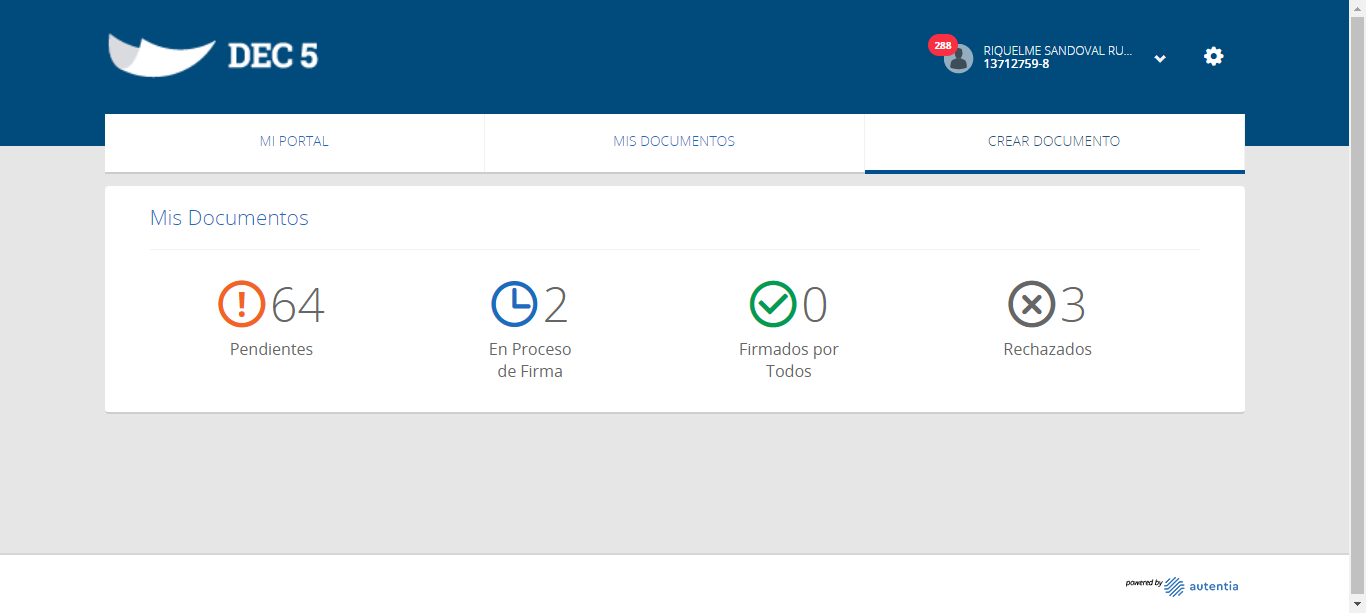 DEC 5
288
RIQUELME SANDOVAL RU...
13712759-8
MI PORTAL
MIS DOCUMENTOS
CREAR DOCUMENTO
Mis Documentos
64
Pendientes
2
En Proceso
de Firma
0
Firmados por
Todos
3
Rechazados
powered by autentia